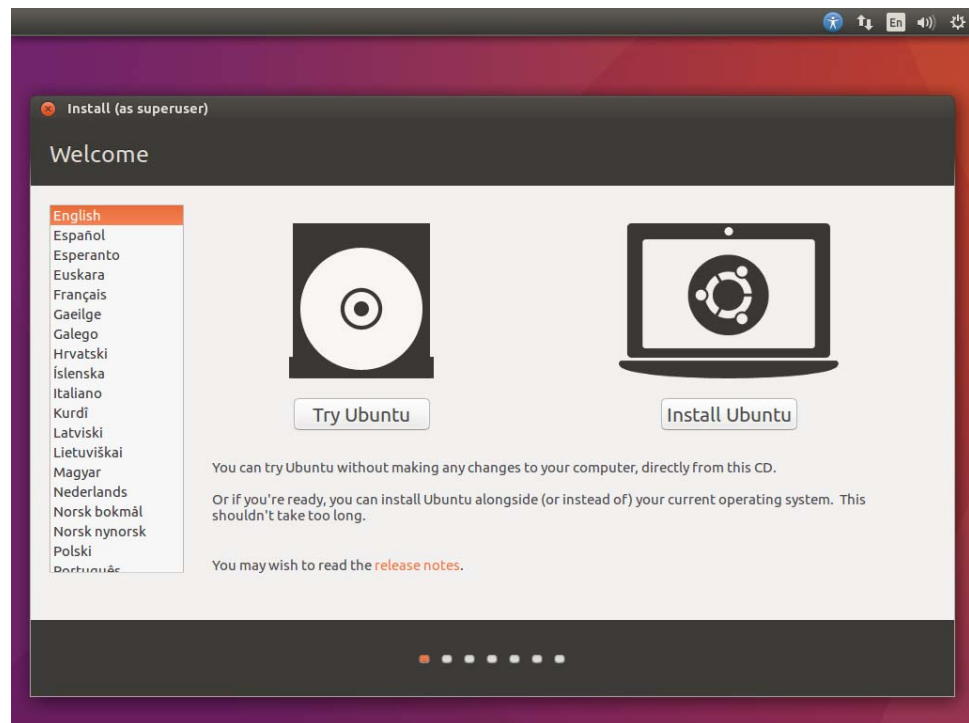 En
Install (as superuser)
Welcome
English
Español
Esperanto
Euskara
Français
Gaeilge
Galego
Hrvatski
Íslenska
Italiano
Kurdî
Latviski
Lietuviškai
Magyar
Nederlands
Norsk bokmål
Norsk nynorsk
Polski
Português
Try Ubuntu
Install Ubuntu
You can try Ubuntu without making any changes to your computer, directly from this CD.
Or if you're ready, you can install Ubuntu alongside (or instead of) your current operating system. This
shouldn't take too long.
You may wish to read the release notes.